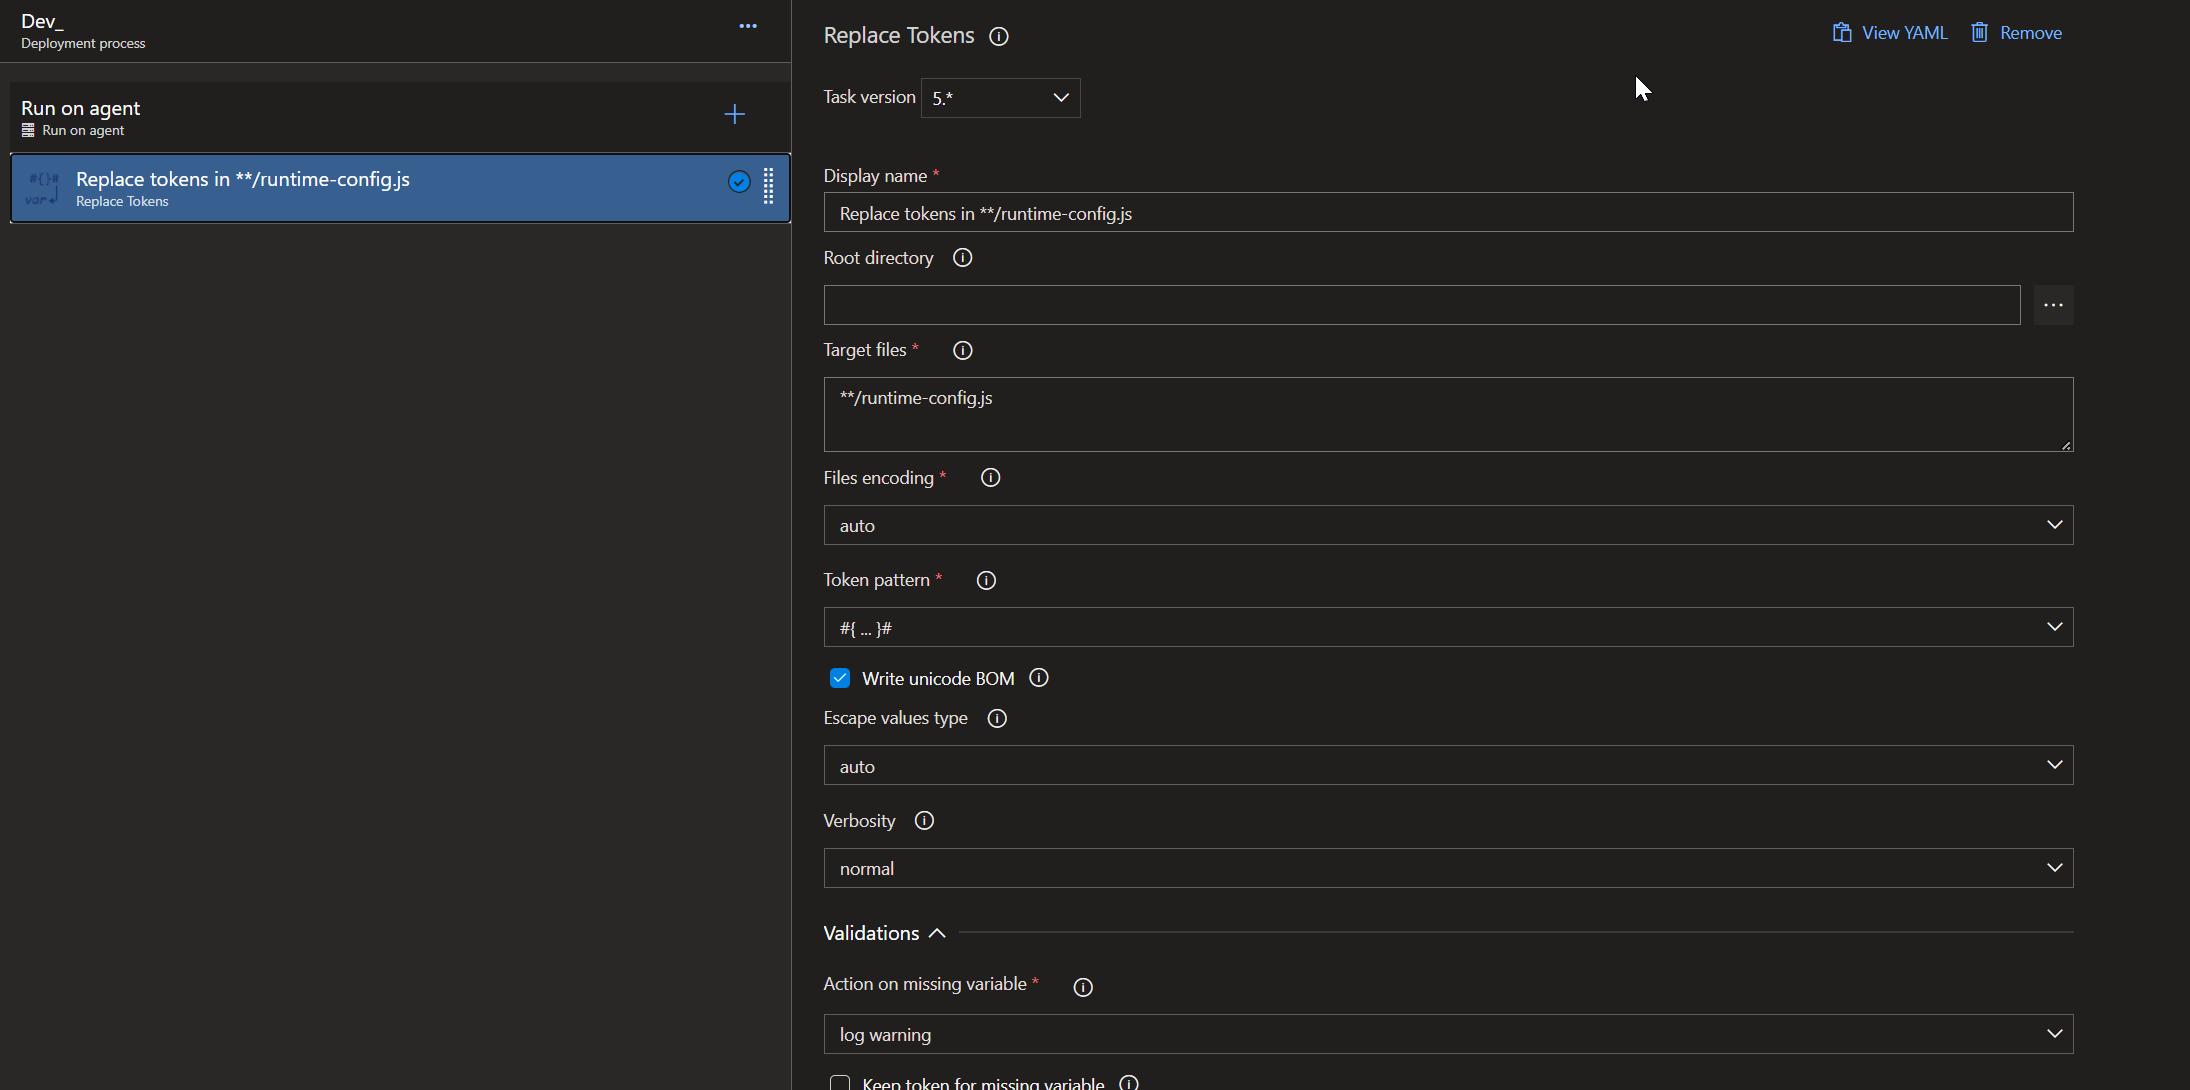 Dev_
Deployment process
Run on agent
Run on agent
#{}#
var
Replace tokens in **/runtime-config.js
Replace Tokens
Replace Tokens
View YAML
Remove
Task version
5.*
Display name *
Replace tokens in **/runtime-config.js
Root directory
Target files *
**/runtime-config.js
Files encoding *
auto
Token pattern *
#{ ... }#
Write unicode BOM
Escape values type
auto
Verbosity
normal
Validations
Action on missing variable *
log warning
Keep token for missing variable